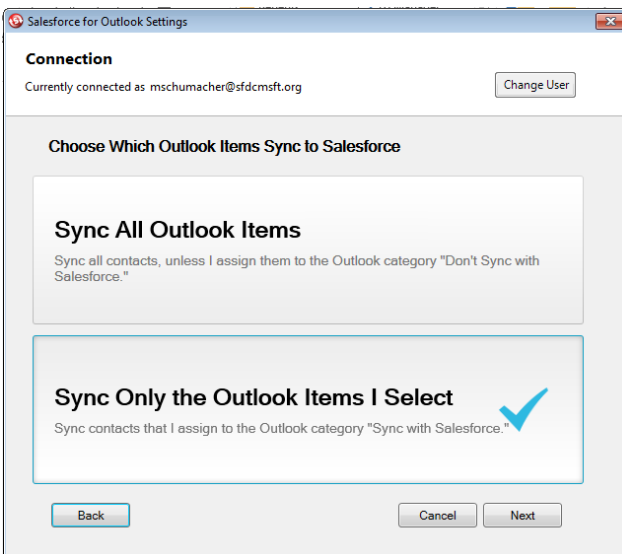 Salesforce for Outlook Settings
Connection
Currently connected as mschumacher@sfdcmsft.org
Change User
Choose Which Outlook Items Sync to Salesforce
Sync All Outlook Items
Sync all contacts, unless I assign them to the Outlook category "Don't Sync with
Salesforce."
Sync Only the Outlook Items I Select
Sync contacts that I assign to the Outlook category "Sync with Salesforce."
Back
Cancel
Next